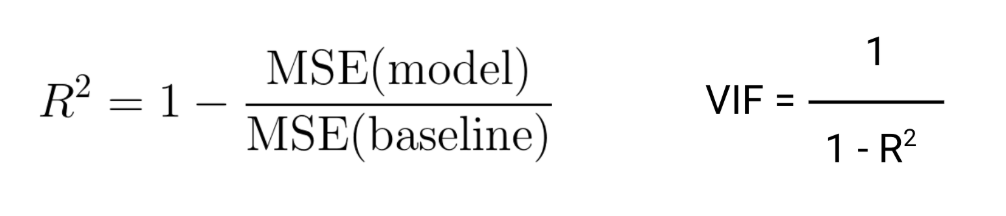 R² = 1 − MSE(model) / MSE(baseline)
VIF = 1 / 1 - R²